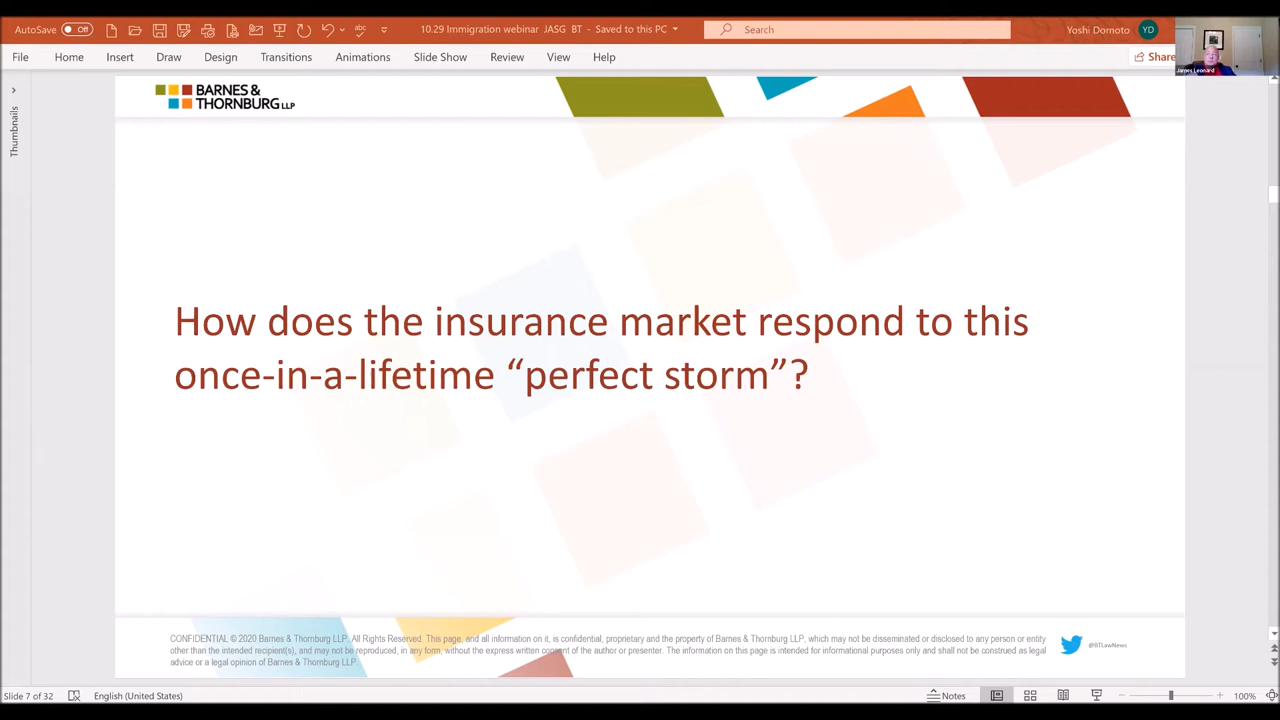 AutoSave Off 10.29 Immigration webinar JASG BT - Saved to this PC Search Yoshi Domoto YD
File Home Insert Draw Design Transitions Animations Slide Show Review View Help Share
James Leonard
Thumbnails
BARNES &
THORNBURG LLP
How does the insurance market respond to this
once-in-a-lifetime “perfect storm”?
CONFIDENTIAL © 2020 Barnes & Thornburg LLP. All Rights Reserved. This page, and all information on it, is confidential, proprietary and the property of Barnes & Thornburg LLP, which may not be disseminated or disclosed to any person or entity
other than the intended recipient(s), and may not be reproduced, in any form, without the express written consent of the author or presenter. The information on this page is intended for informational purposes only and shall not be construed as legal
advice or a legal opinion of Barnes & Thornburg LLP.
@BTLawNews
Slide 7 of 32 English (United States) Notes 100%